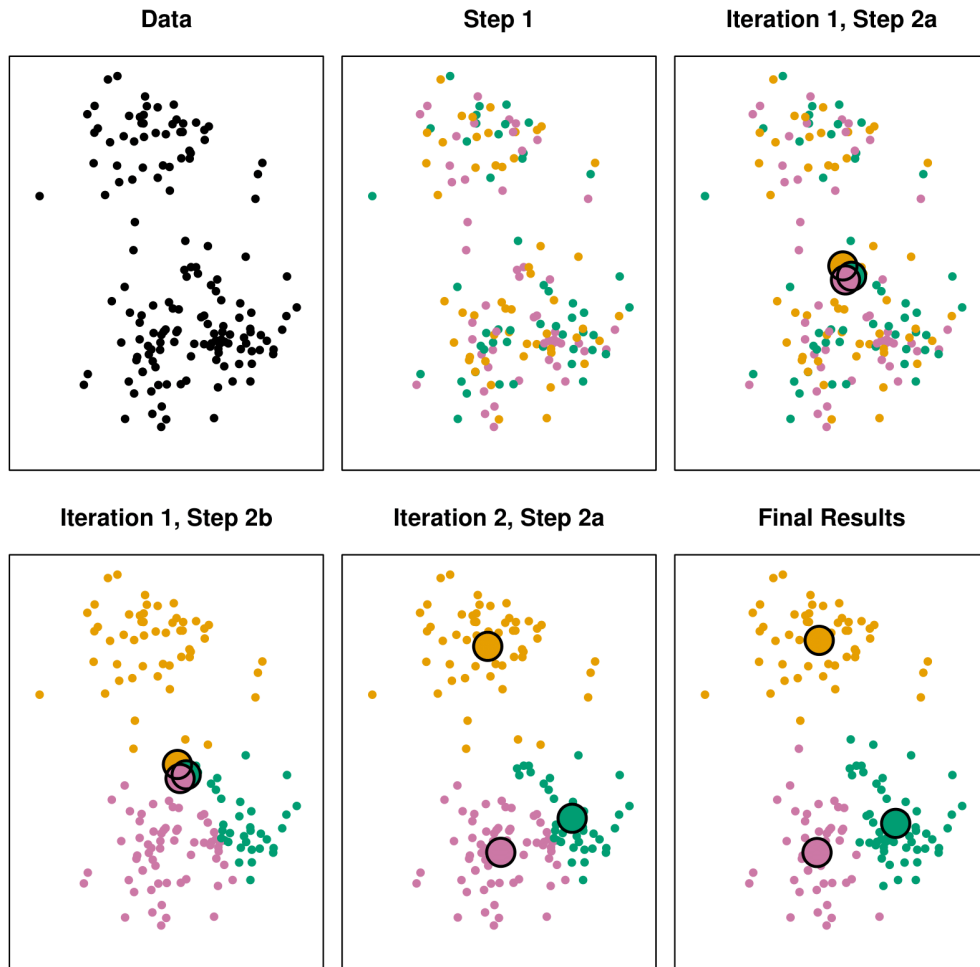 Data
Step 1
Iteration 1, Step 2a
Iteration 1, Step 2b
Iteration 2, Step 2a
Final Results